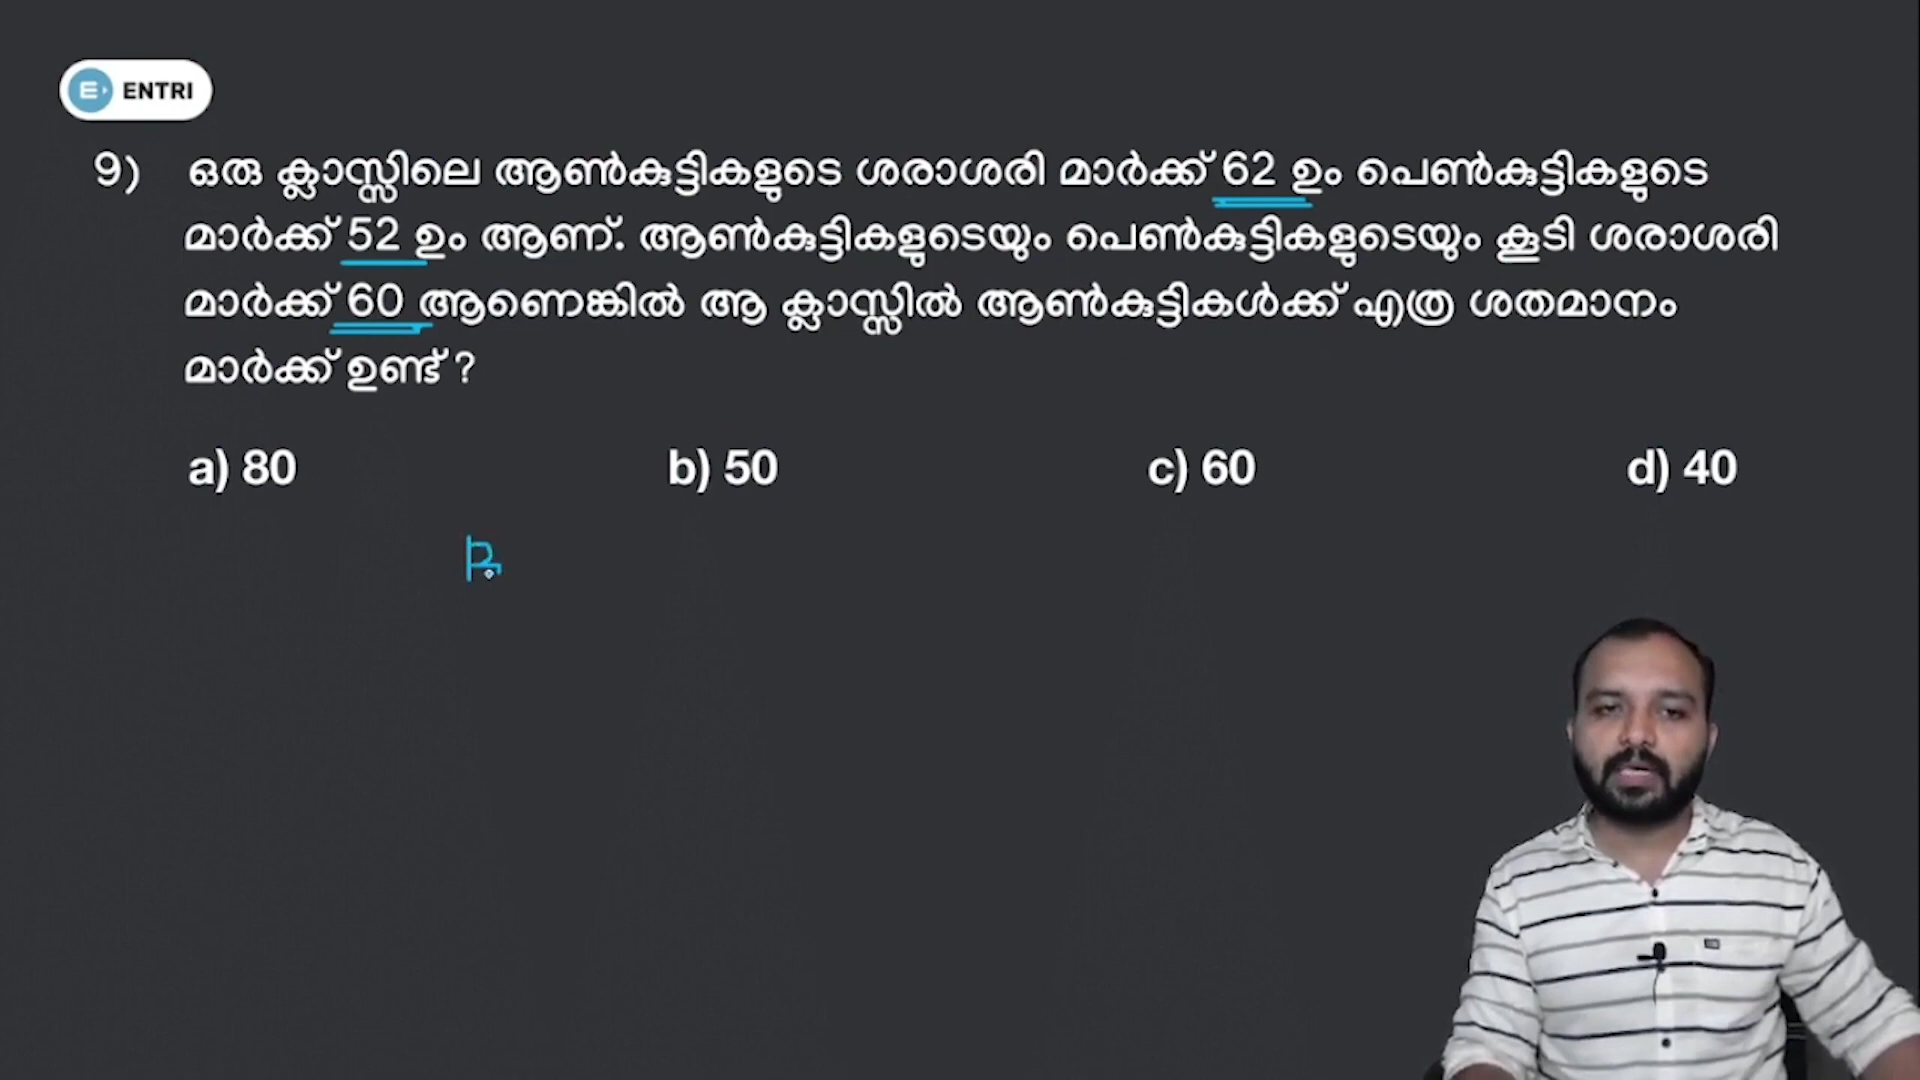 ENTRI
9) ഒരു ക്ലാസ്സിലെ ആൺകുട്ടികളുടെ ശരാശരി മാർക്ക് 62 ഉം പെൺകുട്ടികളുടെ
മാർക്ക് 52 ഉം ആണ്. ആൺകുട്ടികളുടെയും പെൺകുട്ടികളുടെയും കൂടി ശരാശരി
മാർക്ക് 60 ആണെങ്കിൽ ആ ക്ലാസ്സിൽ ആൺകുട്ടികൾക്ക് എത്ര ശതമാനം
മാർക്ക് ഉണ്ട് ?
a) 80 b) 50 c) 60 d) 40